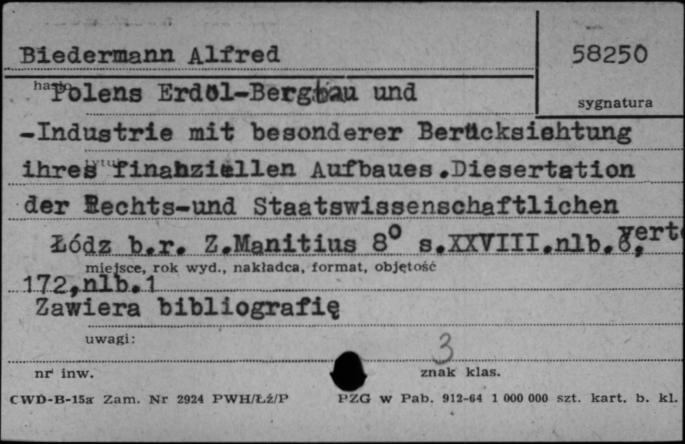 Biedermann Alfred
58250
hasło
Polens Erdöl-Bergbau und
sygnatura
-Industrie mit besonderer Berücksichtung
tytuł
ihres finanziellen Aufbaues.Diesertation
der Rechts-und Staatswissenschaftlichen
Łódz b.r. Z.Manitius 8° s.XXVIII.nlb.6,
verte
miejsce, rok wyd., nakładca, format, objętość
172,nlb.1
Zawiera bibliografię
uwagi:
3
nr inw.
znak klas.
CWD-B-15a Zam. Nr 2924 PWH/Łź/P
PZG w Pab. 912-64 1 000 000 szt. kart. b. kl.